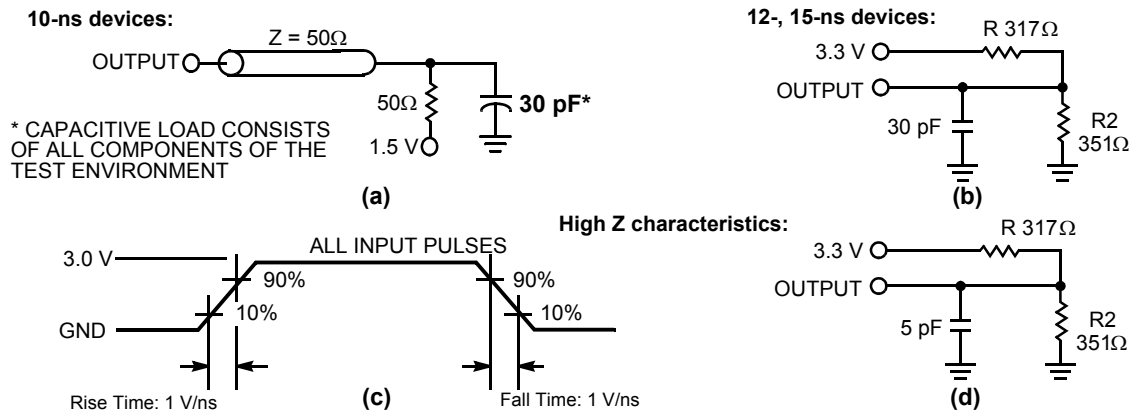 10-ns devices:
Z = 50Ω
OUTPUT
50Ω
30 pF*
1.5 V
* CAPACITIVE LOAD CONSISTS
OF ALL COMPONENTS OF THE
TEST ENVIRONMENT
(a)
12-, 15-ns devices:
R 317Ω
3.3 V
OUTPUT
30 pF
R2
351Ω
(b)
ALL INPUT PULSES
3.0 V
90%
90%
10%
10%
GND
Rise Time: 1 V/ns
(c)
Fall Time: 1 V/ns
High Z characteristics:
R 317Ω
3.3 V
OUTPUT
5 pF
R2
351Ω
(d)